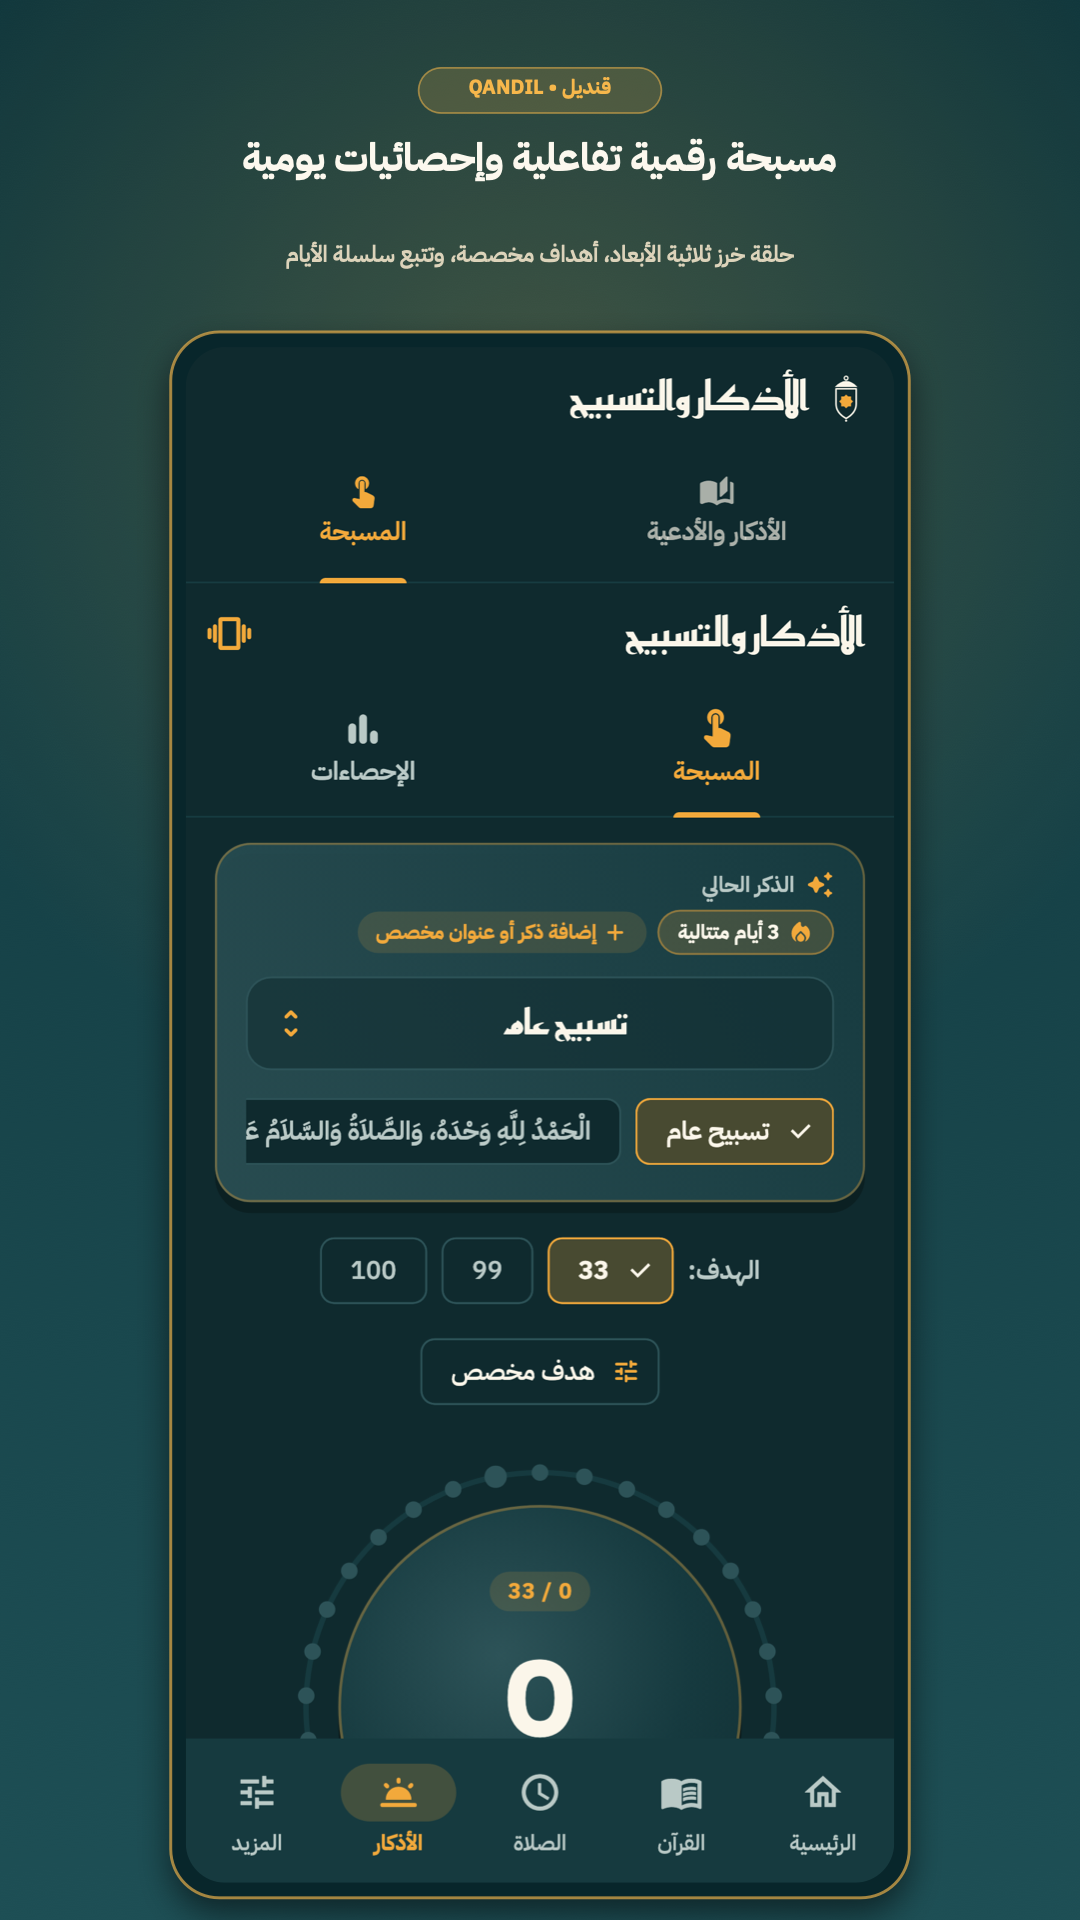 قنديل • QANDIL
مسبحة رقمية تفاعلية وإحصائيات يومية
حلقة خرز ثلاثية الأبعاد، أهداف مخصصة، وتتبع سلسلة الأيام
الأذكار والتسبيح
الأذكار والأدعية
المسبحة
الأذكار والتسبيح
المسبحة
الإحصاءات
الذكر الحالي
3 أيام متتالية
+ إضافة ذكر أو عنوان مخصص
تسبيح عام
تسبيح عام
الْحَمْدُ لِلَّهِ وَحْدَهُ، وَالصَّلاَةُ وَالسَّلاَمُ عَ
الهدف:
33
99
100
هدف مخصص
33 / 0
0
الرئيسية
القرآن
الصلاة
الأذكار
المزيد